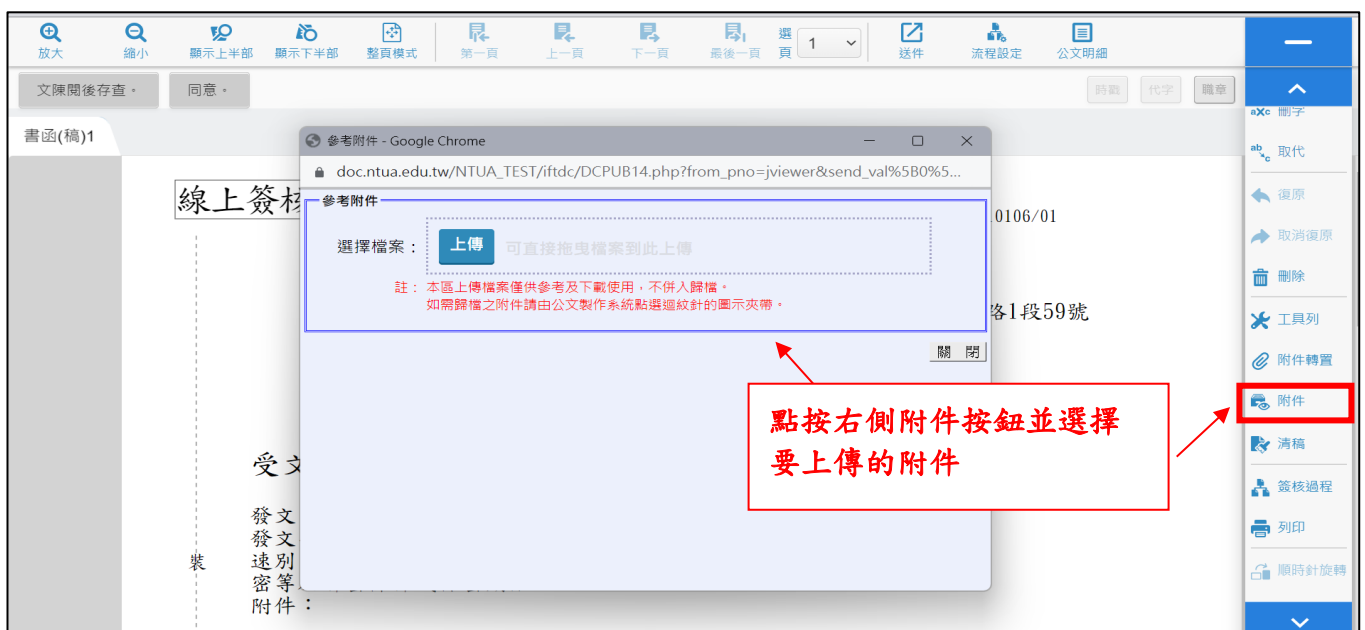 放大 縮小 顯示上半部 顯示下半部 整頁模式 第一頁 上一頁 下一頁 最後一頁 選頁 1 送件 流程設定 公文明細
文陳閱後存查。 同意。 時戳 代字 職章
書函(稿)1
參考附件 - Google Chrome
doc.ntua.edu.tw/NTUA_TEST/iftdc/DCPUB14.php?from_pno=jviewer&send_val%5B0%5...
線上簽核
0106/01
參考附件
選擇檔案： 上傳 可直接拖曳檔案到此上傳
註： 本區上傳檔案僅供參考及下載使用，不併入歸檔。
如需歸檔之附件請由公文製作系統點選迴紋針的圖示夾帶。
路1段59號
關 閉
點按右側附件按鈕並選擇
要上傳的附件
受文
發文
發文
速別
密等
附件：
裝
刪字
取代
復原
取消復原
刪除
工具列
附件轉置
附件
清稿
簽核過程
列印
順時針旋轉